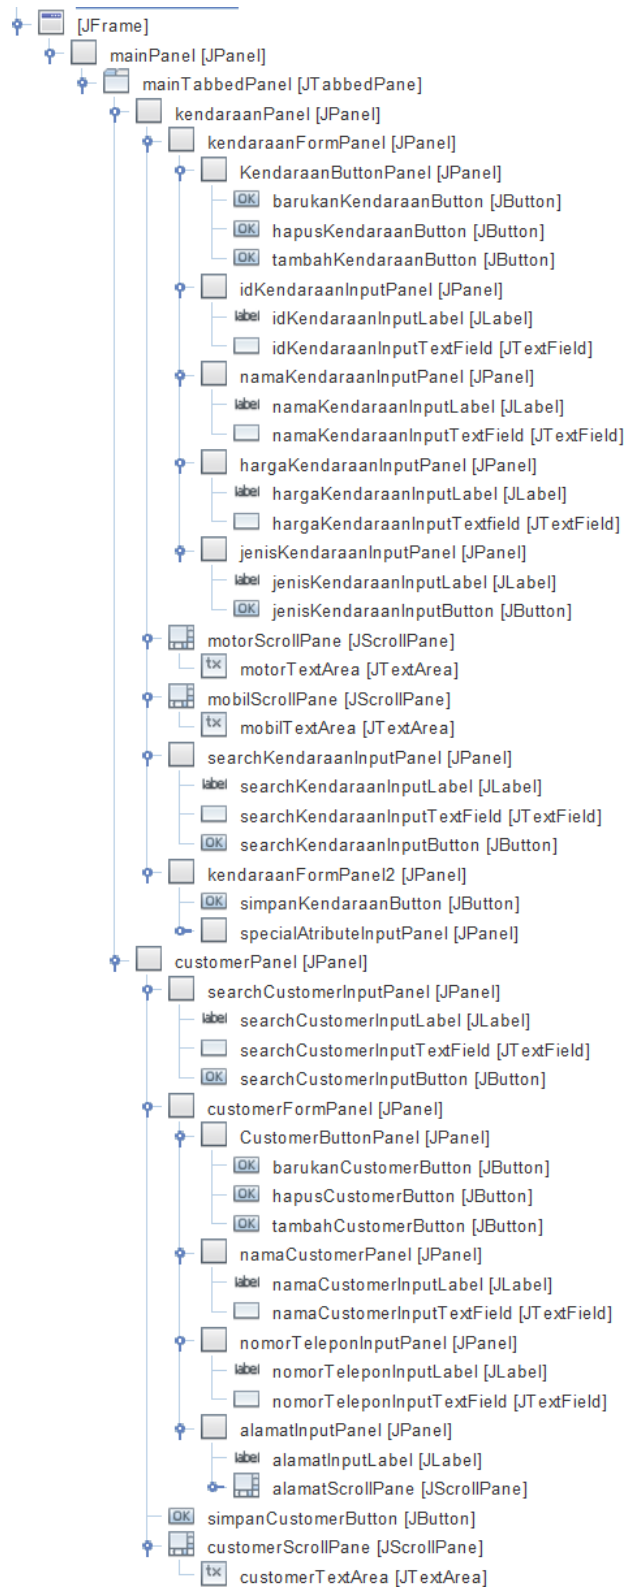 [JFrame]
mainPanel [JPanel]
mainTabbedPanel [JTabbedPane]
kendaraanPanel [JPanel]
kendaraanFormPanel [JPanel]
KendaraanButtonPanel [JPanel]
OK barukanKendaraanButton [JButton]
OK hapusKendaraanButton [JButton]
OK tambahKendaraanButton [JButton]
idKendaraanInputPanel [JPanel]
label idKendaraanInputLabel [JLabel]
idKendaraanInputTextField [JTextField]
namaKendaraanInputPanel [JPanel]
label namaKendaraanInputLabel [JLabel]
namaKendaraanInputTextField [JTextField]
hargaKendaraanInputPanel [JPanel]
label hargaKendaraanInputLabel [JLabel]
hargaKendaraanInputTextfield [JTextField]
jenisKendaraanInputPanel [JPanel]
label jenisKendaraanInputLabel [JLabel]
OK jenisKendaraanInputButton [JButton]
motorScrollPane [JScrollPane]
tx motorTextArea [JTextArea]
mobilScrollPane [JScrollPane]
tx mobilTextArea [JTextArea]
searchKendaraanInputPanel [JPanel]
label searchKendaraanInputLabel [JLabel]
searchKendaraanInputTextField [JTextField]
OK searchKendaraanInputButton [JButton]
kendaraanFormPanel2 [JPanel]
OK simpanKendaraanButton [JButton]
specialAtributeInputPanel [JPanel]
customerPanel [JPanel]
searchCustomerInputPanel [JPanel]
label searchCustomerInputLabel [JLabel]
searchCustomerInputTextField [JTextField]
OK searchCustomerInputButton [JButton]
customerFormPanel [JPanel]
CustomerButtonPanel [JPanel]
OK barukanCustomerButton [JButton]
OK hapusCustomerButton [JButton]
OK tambahCustomerButton [JButton]
namaCustomerPanel [JPanel]
label namaCustomerInputLabel [JLabel]
namaCustomerInputTextField [JTextField]
nomorTeleponInputPanel [JPanel]
label nomorTeleponInputLabel [JLabel]
nomorTeleponInputTextField [JTextField]
alamatInputPanel [JPanel]
label alamatInputLabel [JLabel]
alamatScrollPane [JScrollPane]
OK simpanCustomerButton [JButton]
customerScrollPane [JScrollPane]
tx customerTextArea [JTextArea]